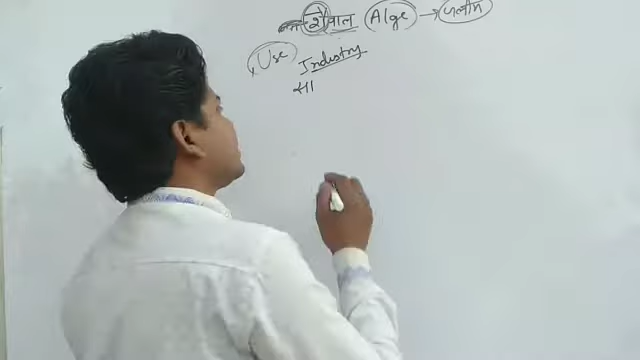 शैवाल (Alge) → जलीय
Use Industry
सा